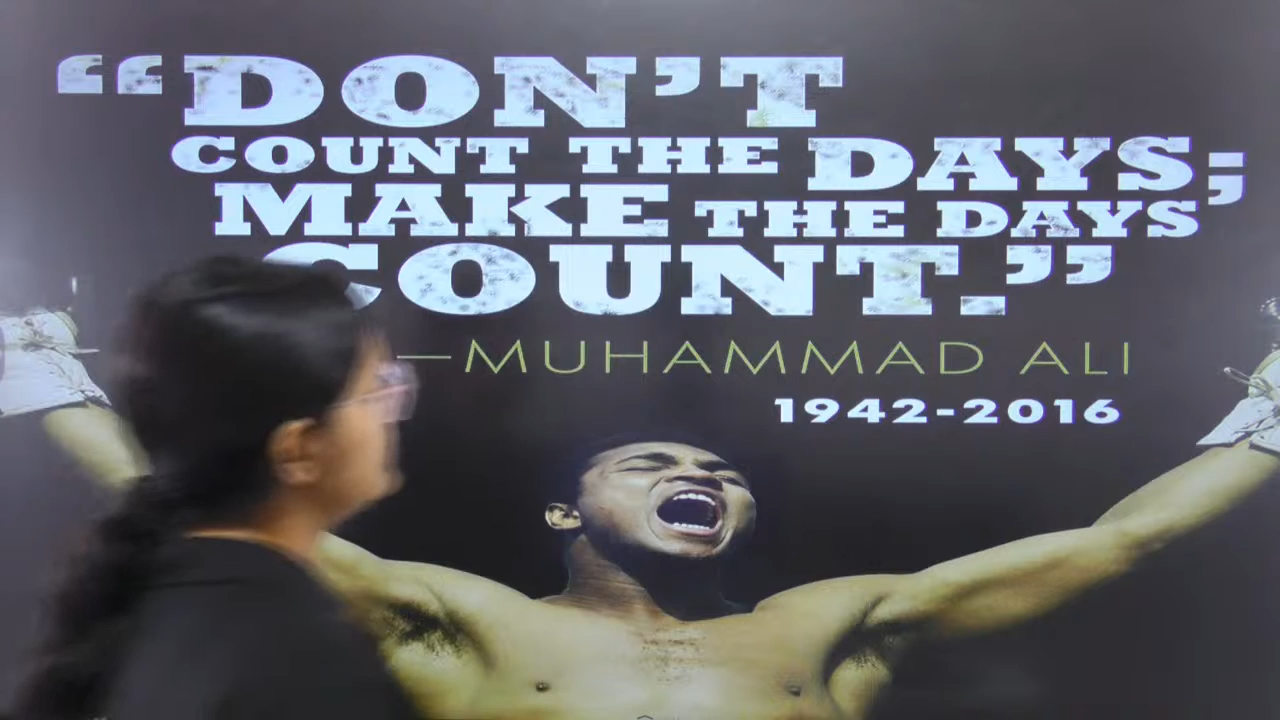 “DON’T
COUNT THE DAYS;
MAKE THE DAYS
COUNT.”
—MUHAMMAD ALI
1942-2016